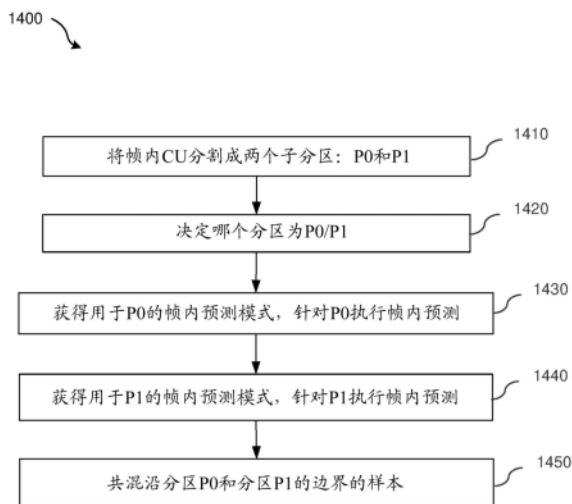 1400
将帧内CU分割成两个子分区：P0和P1
1410
决定哪个分区为P0/P1
1420
获得用于P0的帧内预测模式，针对P0执行帧内预测
1430
获得用于P1的帧内预测模式，针对P1执行帧内预测
1440
共混沿分区P0和分区P1的边界的样本
1450